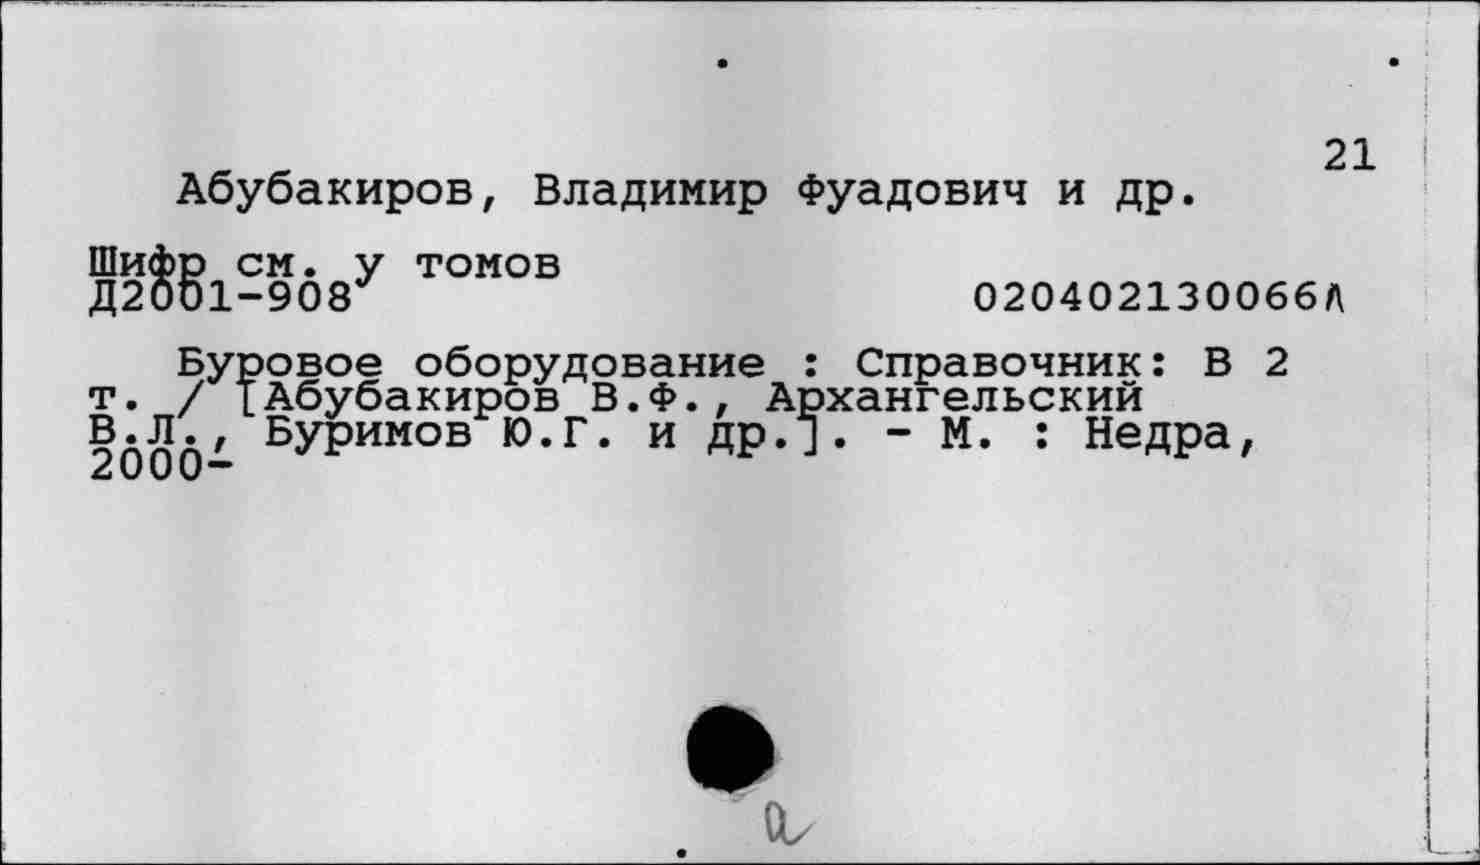 21
Абубакиров, Владимир Фуадович и др.
Шифр см. у томов
Д2001-908 020402130066Л
Буровое оборудование : Справочник: В 2
т. / [Абубакиров В.Ф., Архангельский
В.Л., Буримов Ю.Г. и др.]. - М. : Недра,
2000-
а